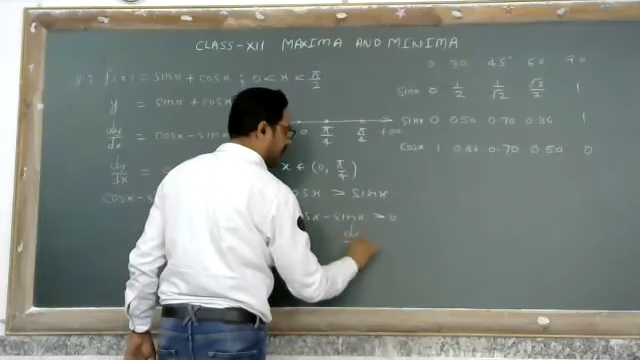 CLASS-XII MAXIMA AND MINIMA
f(x) = sinx + cosx ; 0 < x < π/2
y = sinx + cosx
dy/dx = cosx - sinx
dy/dx =
cosx - s
0 π/4 π/2 +∞
x ∈ (0, π/4)
cosx > sinx
cosx - sinx > 0
0 30 45° 60 90
sinx 0 1/2 1/√2 √3/2 1
sinx 0 0.50 0.70 0.86 1
cosx 1 0.86 0.70 0.50 0